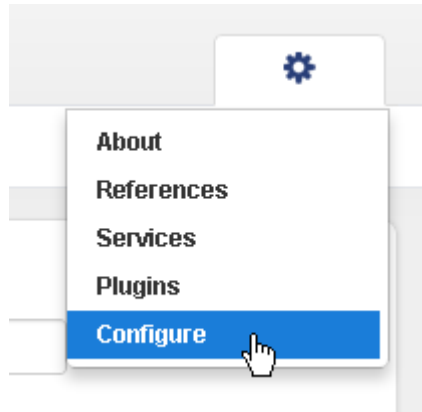 About
References
Services
Plugins
Configure